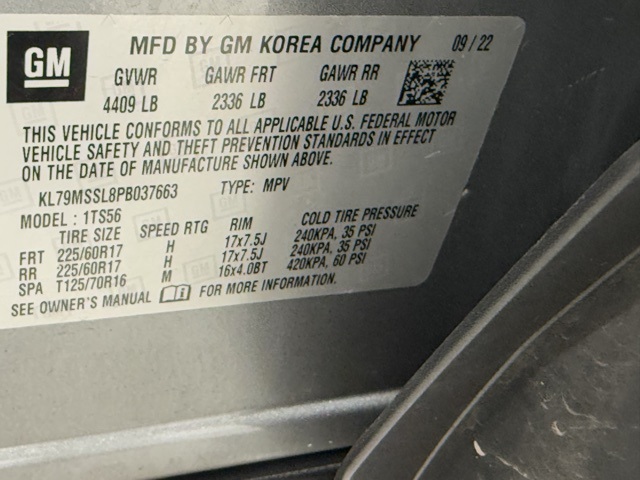 GM
MFD BY GM KOREA COMPANY 09/22
GVWR GAWR FRT GAWR RR
4409 LB 2336 LB 2336 LB
THIS VEHICLE CONFORMS TO ALL APPLICABLE U.S. FEDERAL MOTOR
VEHICLE SAFETY AND THEFT PREVENTION STANDARDS IN EFFECT
ON THE DATE OF MANUFACTURE SHOWN ABOVE.
KL79MSSL8PB037663 TYPE: MPV
MODEL : 1TS56
TIRE SIZE SPEED RTG RIM COLD TIRE PRESSURE
FRT 225/60R17 H 17x7.5J 240KPA, 35 PSI
RR 225/60R17 H 17x7.5J 240KPA, 35 PSI
SPA T125/70R16 M 16x4.0BT 420KPA, 60 PSI
SEE OWNER'S MANUAL FOR MORE INFORMATION.